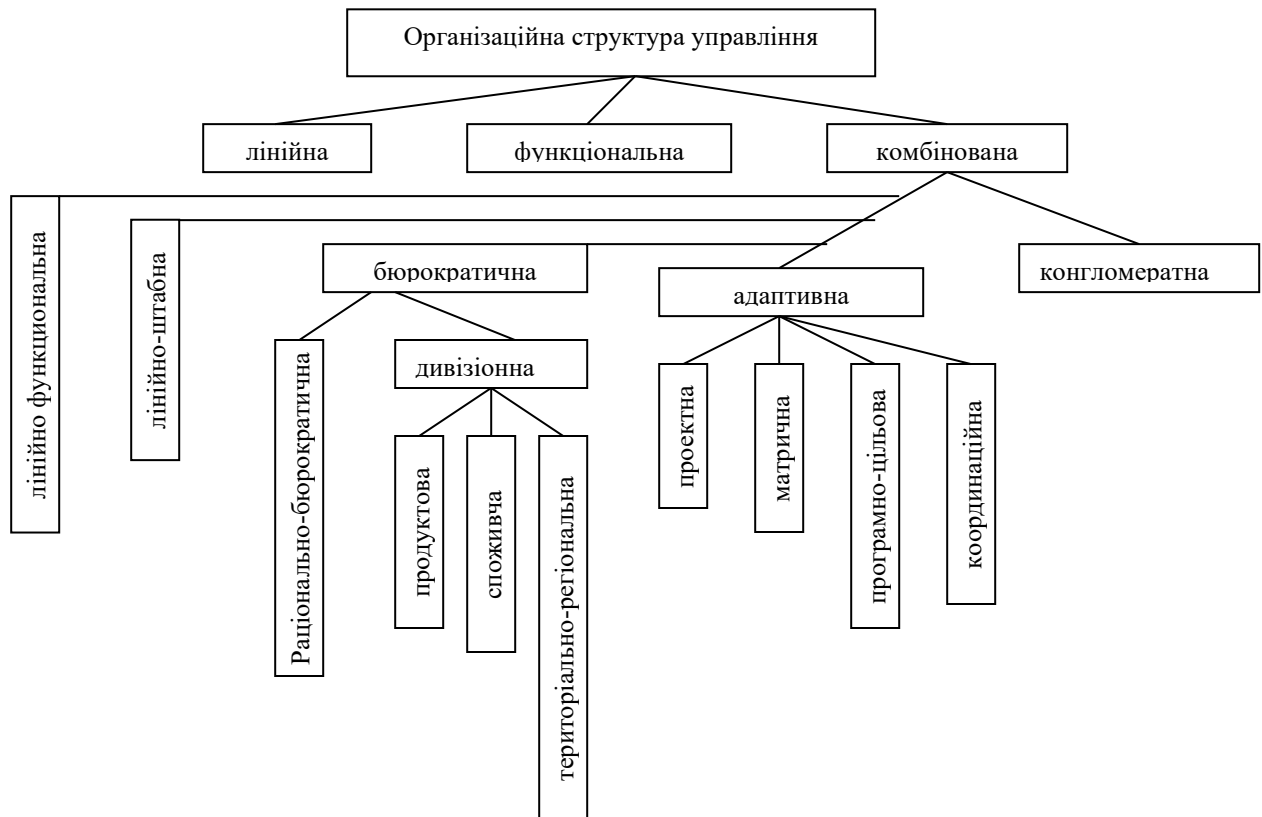 Організаційна структура управління
лінійна
функціональна
комбінована
лінійно функціональна
лінійно-штабна
бюрократична
адаптивна
конгломератна
Раціонально-бюрократична
дивізіонна
продуктова
споживча
територіально-регіональна
проектна
матрична
програмно-цільова
координаційна